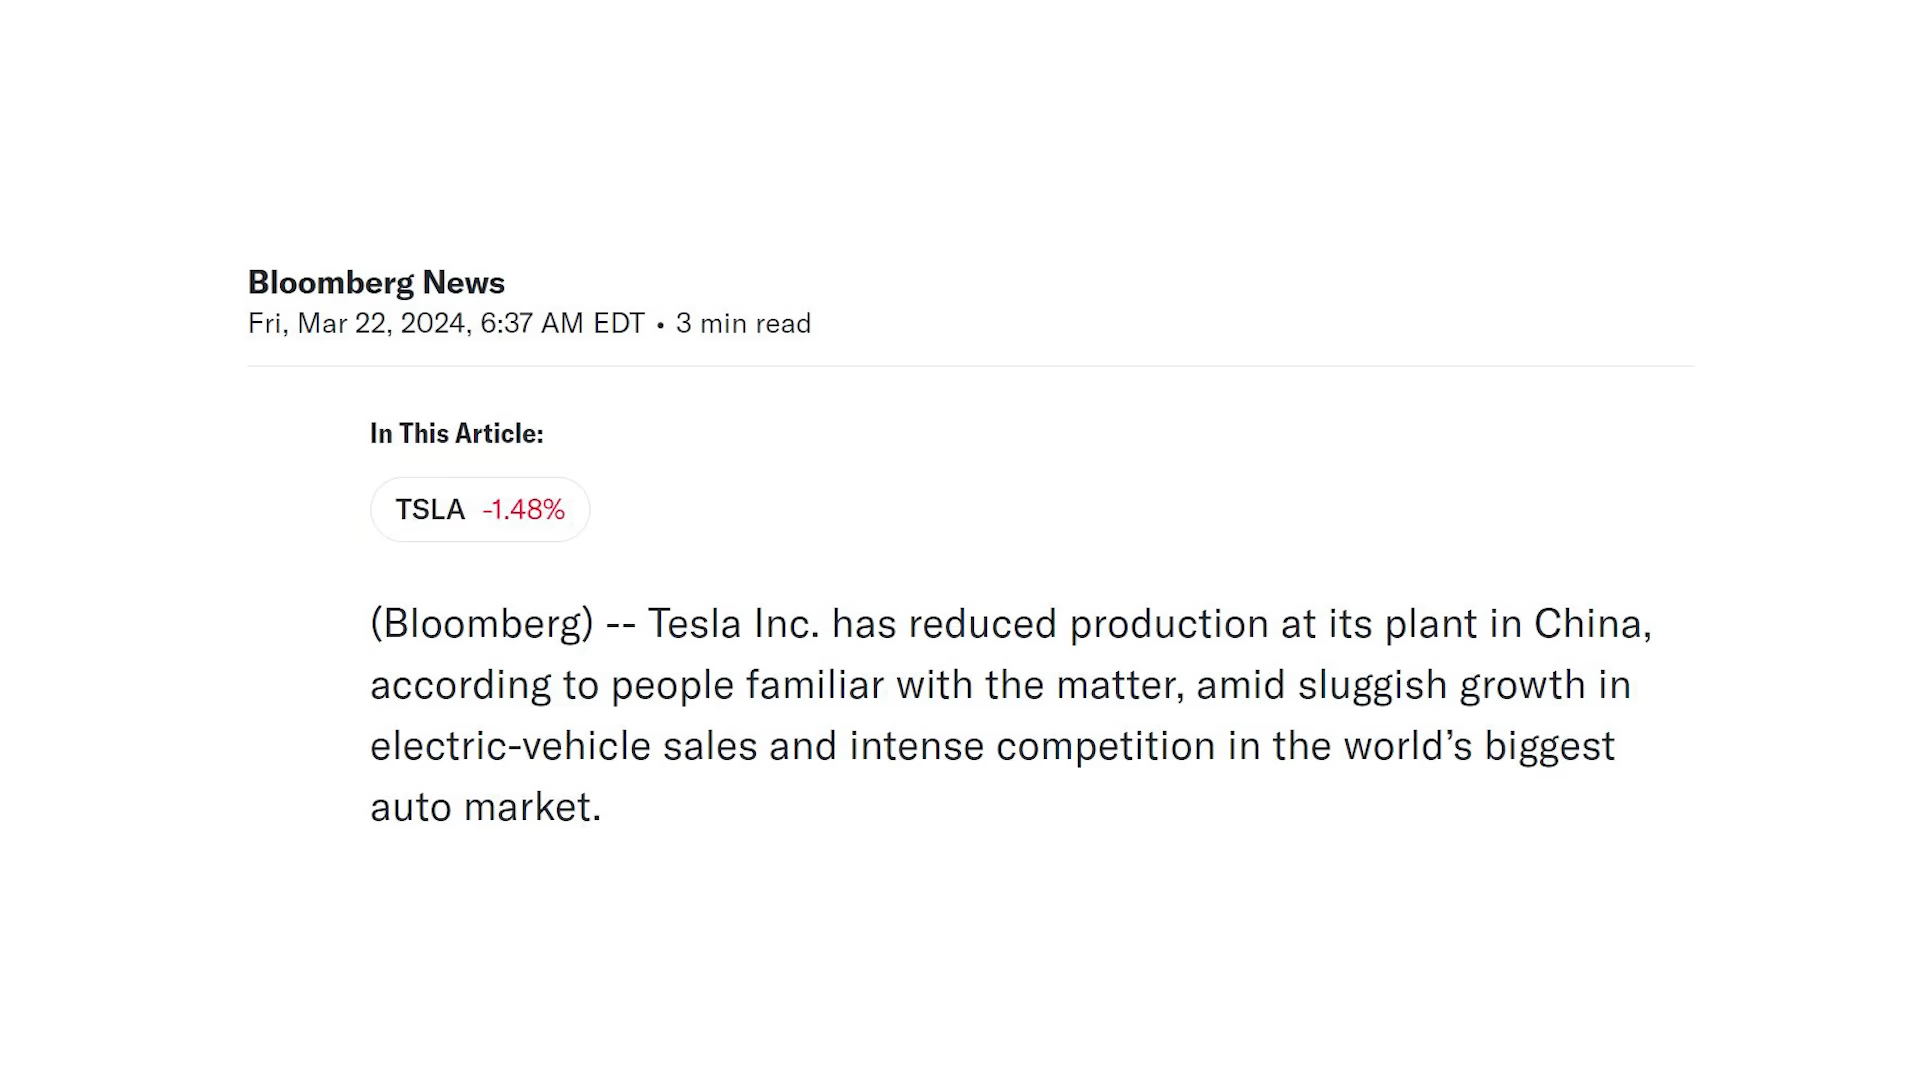 Bloomberg News
Fri, Mar 22, 2024, 6:37 AM EDT • 3 min read
In This Article:
TSLA -1.48%
(Bloomberg) -- Tesla Inc. has reduced production at its plant in China,
according to people familiar with the matter, amid sluggish growth in
electric-vehicle sales and intense competition in the world’s biggest
auto market.